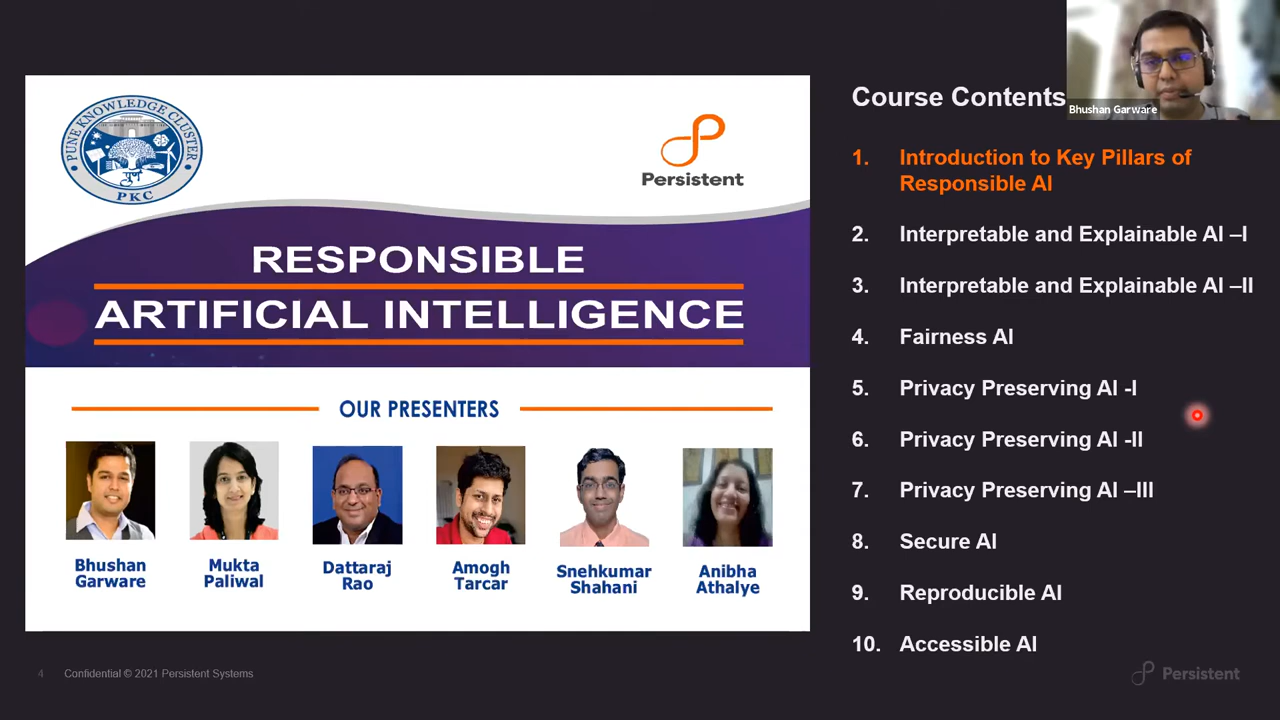 PUNE KNOWLEDGE CLUSTER
पुणे
PKC
Persistent
RESPONSIBLE
ARTIFICIAL INTELLIGENCE
OUR PRESENTERS
Bhushan
Garware
Mukta
Paliwal
Dattaraj
Rao
Amogh
Tarcar
Snehkumar
Shahani
Anibha
Athalye
Course Contents
Bhushan Garware
1. Introduction to Key Pillars of
Responsible AI
2. Interpretable and Explainable AI –I
3. Interpretable and Explainable AI –II
4. Fairness AI
5. Privacy Preserving AI -I
6. Privacy Preserving AI -II
7. Privacy Preserving AI –III
8. Secure AI
9. Reproducible AI
10. Accessible AI
4 Confidential © 2021 Persistent Systems
Persistent